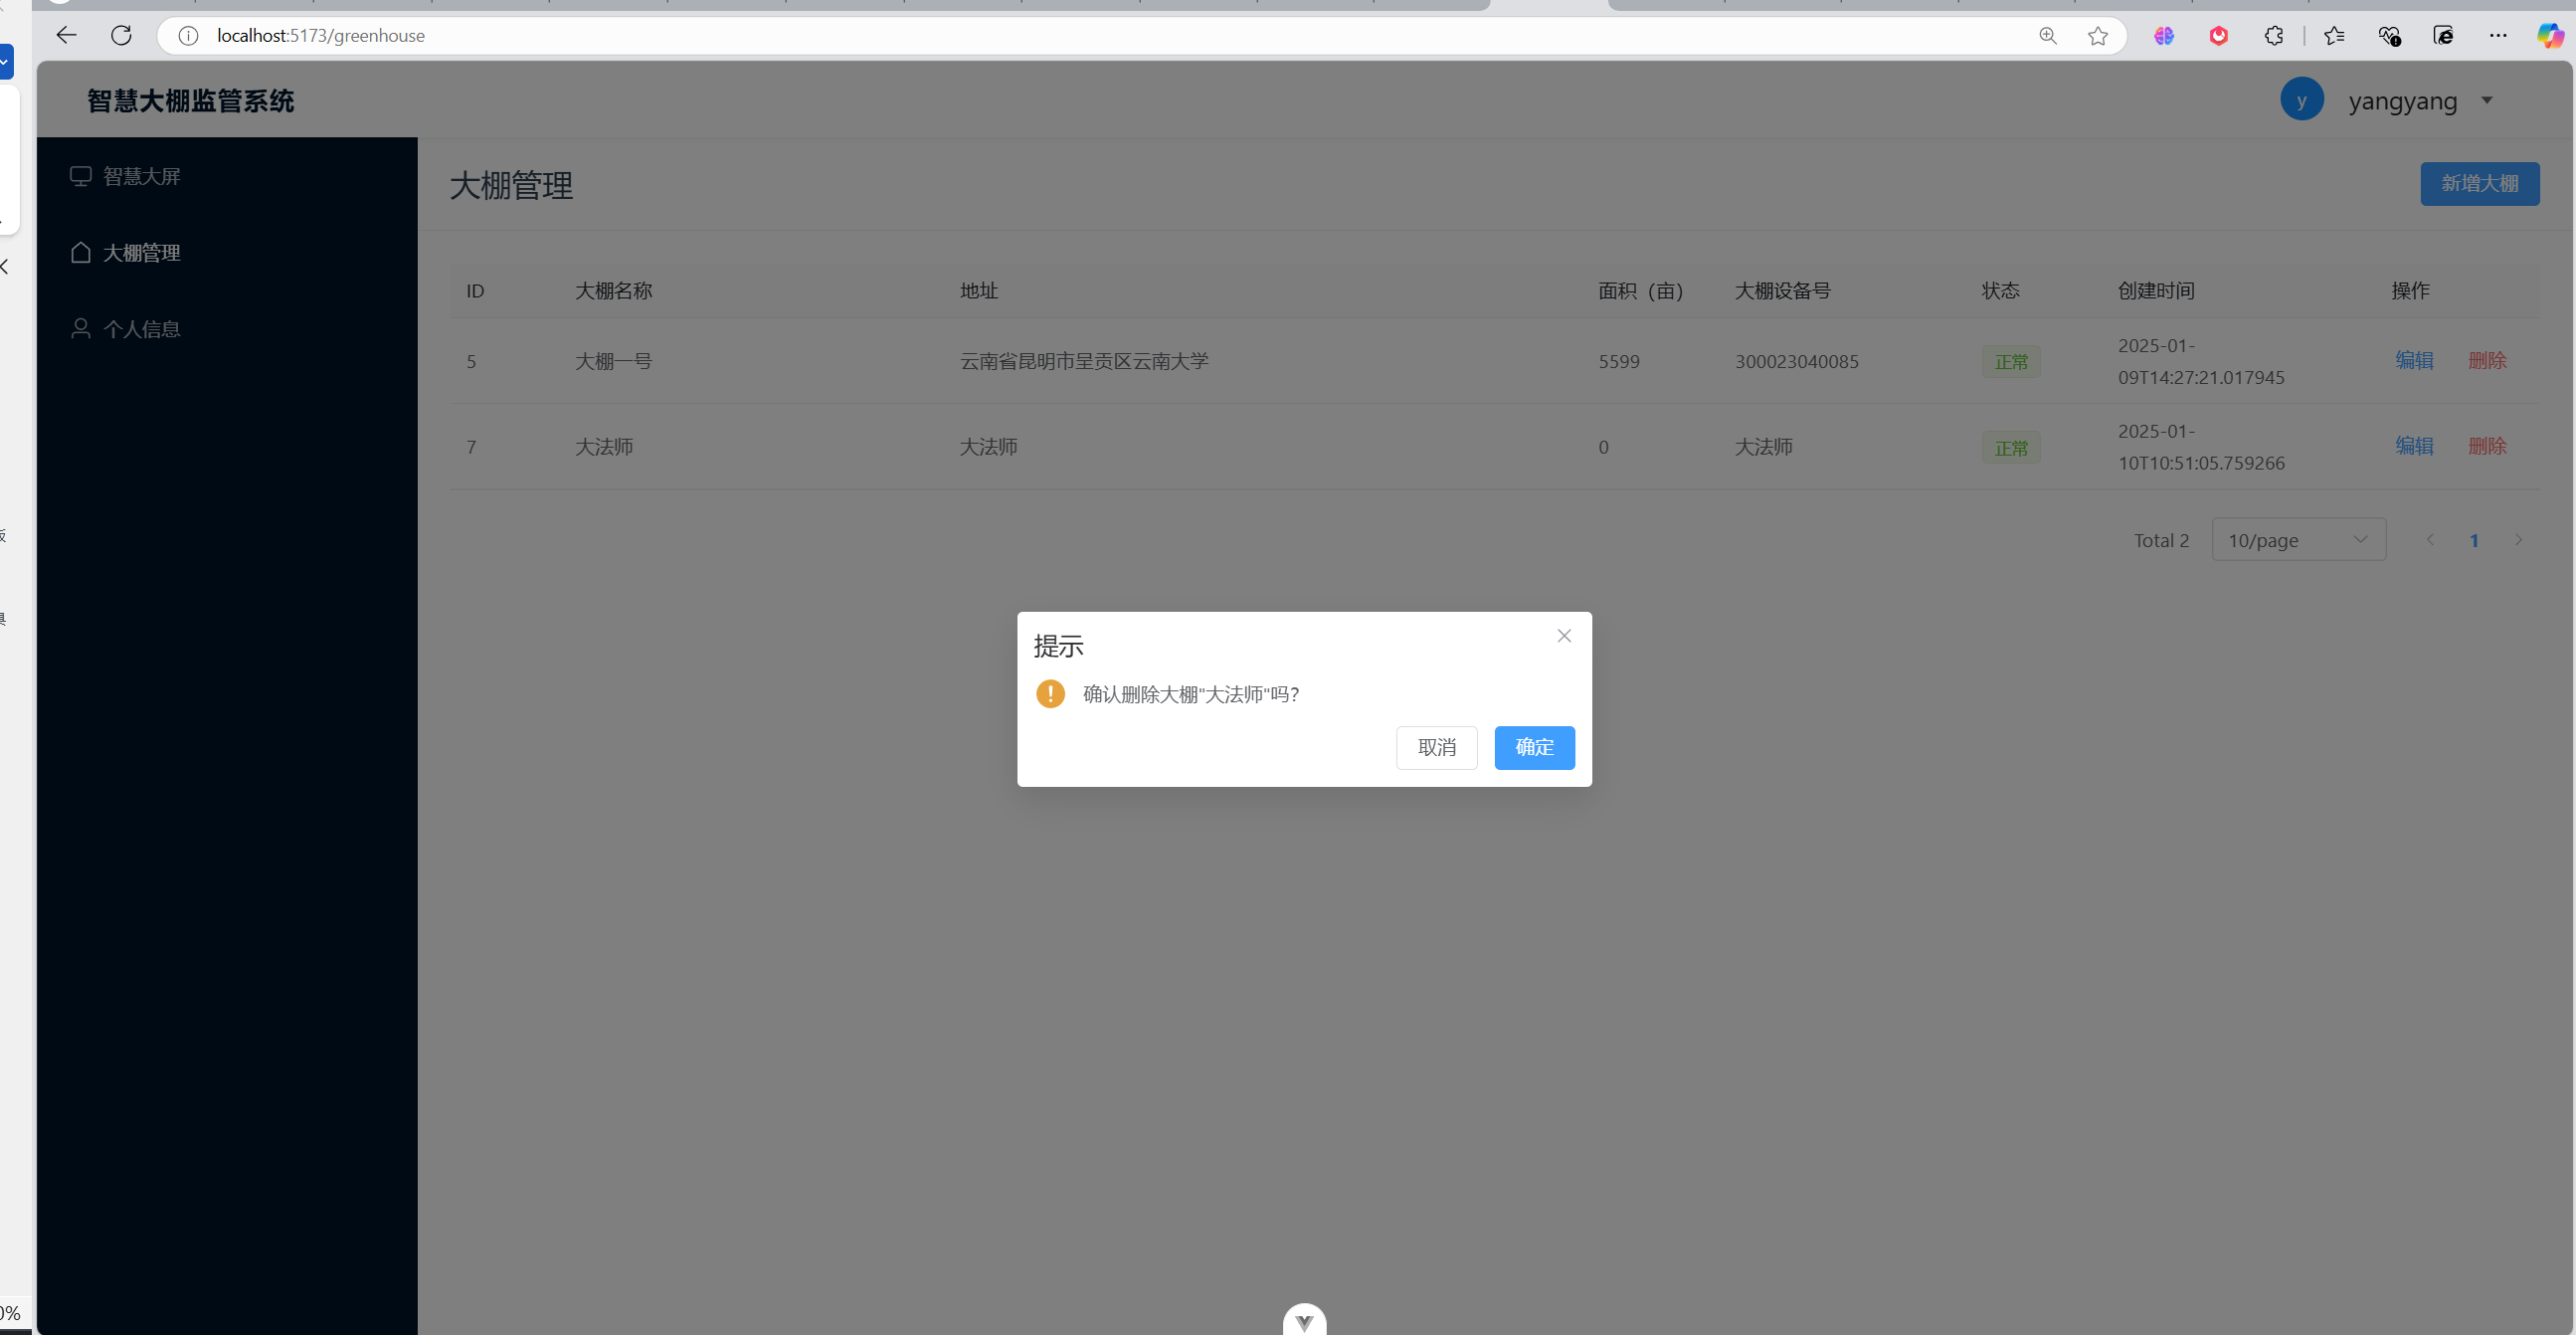 localhost:5173/greenhouse
智慧大棚监管系统
y
yangyang
智慧大屏
大棚管理
个人信息
大棚管理
新增大棚
ID 大棚名称 地址 面积（亩） 大棚设备号 状态 创建时间 操作
5 大棚一号 云南省昆明市呈贡区云南大学 5599 300023040085 正常 2025-01-
09T14:27:21.017945 编辑 删除
7 大法师 大法师 0 大法师 正常 2025-01-
10T10:51:05.759266 编辑 删除
Total 2 10/page 1
提示
确认删除大棚"大法师"吗?
取消 确定
0%